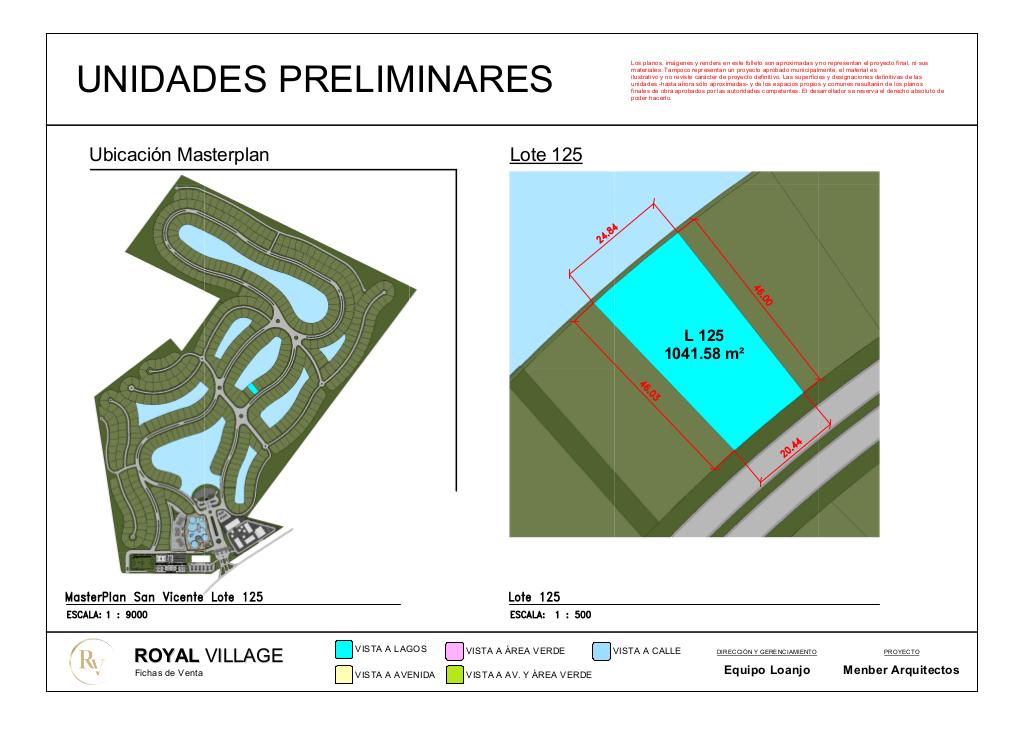 UNIDADES PRELIMINARES
Los planos, imágenes y renders en este folleto son aproximadas y no representan el proyecto final, ni sus
materiales. Tampoco representan un proyecto aprobado municipalmente, el material es
ilustrativo y no reviste carácter de proyecto definitivo. Las superficies y designaciones definitivas de las
unidades -hasta ahora sólo aproximadas- y de los espacios propios y comunes resultarán de los planos
finales de obra aprobados por las autoridades competentes. El desarrollador se reserva el derecho absoluto de
poder hacerlo.
Ubicación Masterplan
Lote 125
24.84
46.00
L 125
1041.58 m²
46.03
20.44
MasterPlan San Vicente Lote 125
ESCALA: 1 : 9000
Lote 125
ESCALA: 1 : 500
RV
ROYAL VILLAGE
Fichas de Venta
VISTA A LAGOS
VISTA A ÁREA VERDE
VISTA A CALLE
VISTA A AVENIDA
VISTA A AV. Y ÁREA VERDE
DIRECCIÓN Y GERENCIAMIENTO
Equipo Loanjo
PROYECTO
Menber Arquitectos